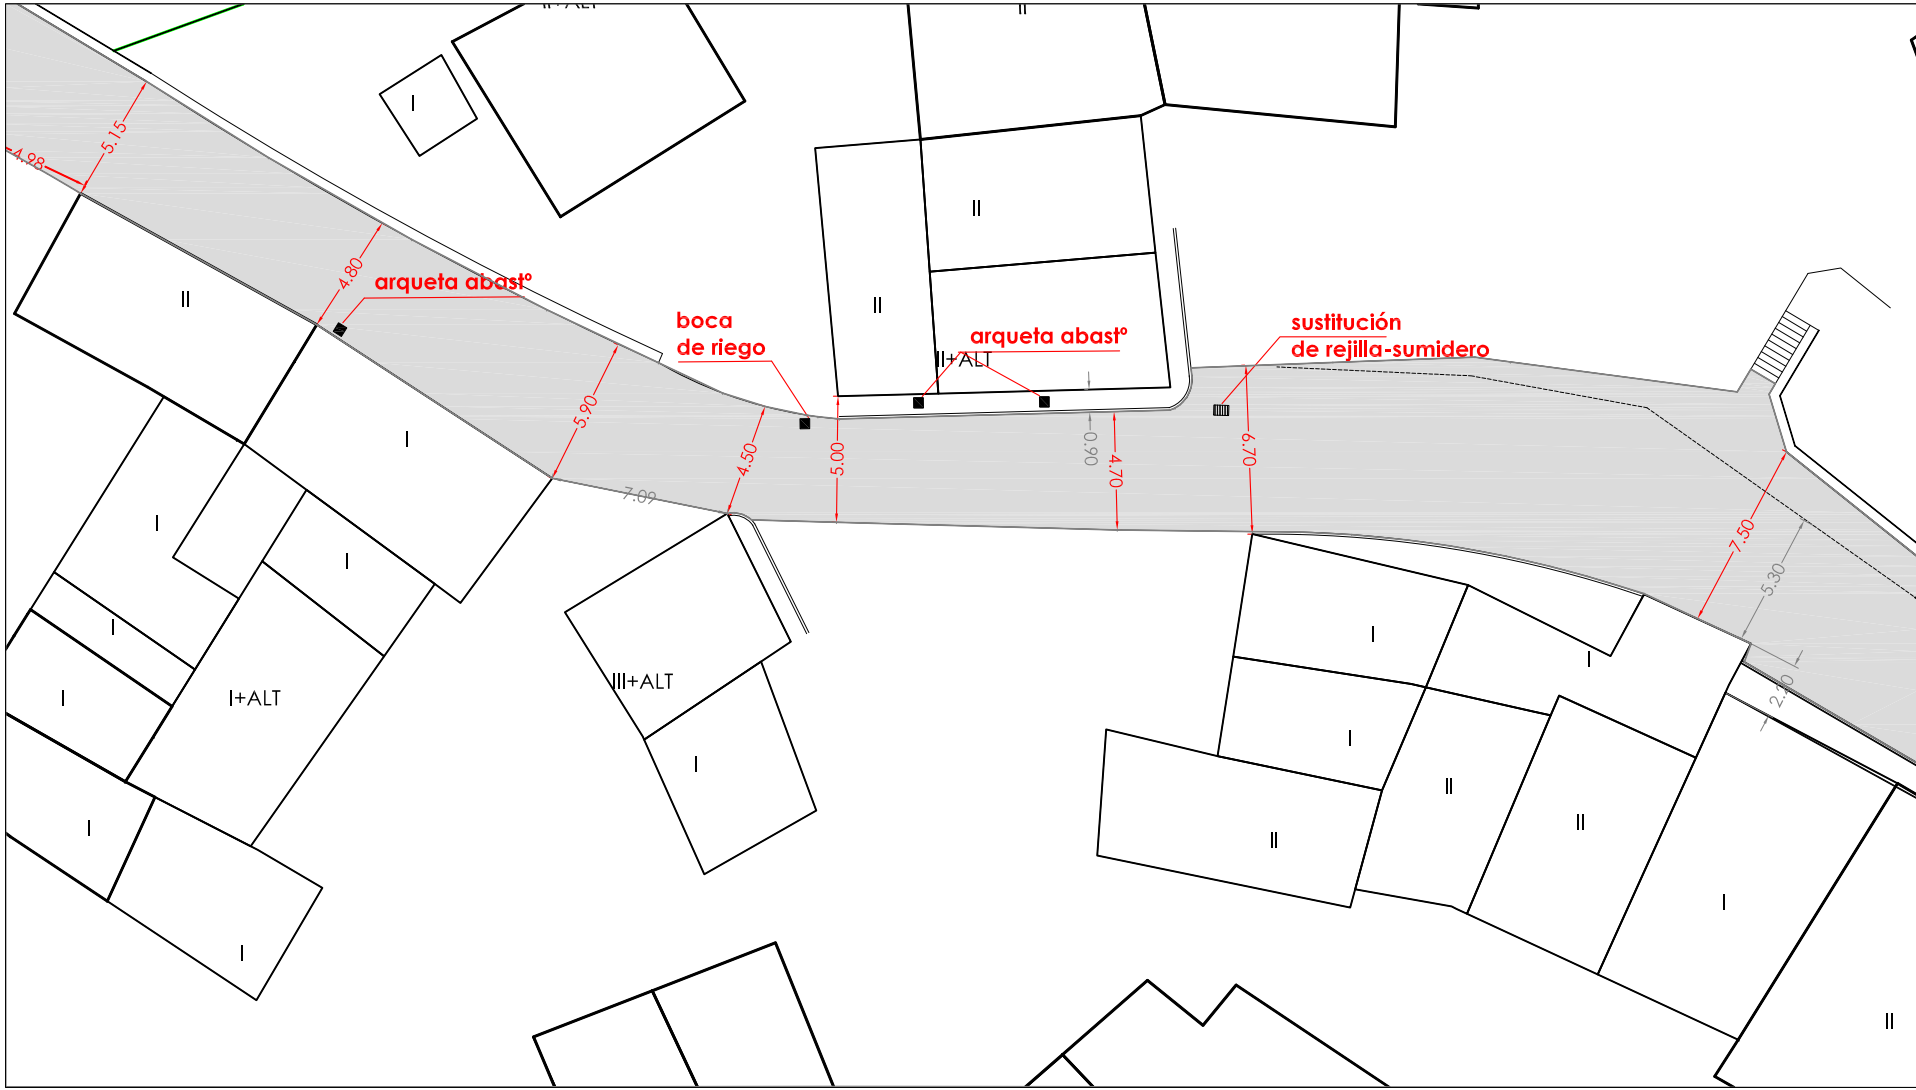 II+ALT
II
I
5.15
4.98
II
4.80
arqueta abastº
II
II
boca
de riego
arqueta abastº
II+ALT
sustitución
de rejilla-sumidero
5.90
I
4.50
5.00
0.90
4.70
6.70
7.09
7.50
5.30
I
I
I
I
I+ALT
III+ALT
I
I
I
I
2.20
I
II
II
II
I
I
I
II